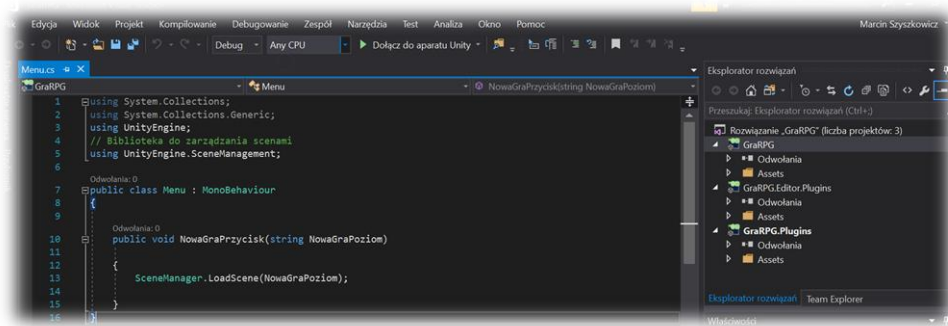 Edycja Widok Projekt Kompilowanie Debugowanie Zespół Narzędzia Test Analiza Okno Pomoc Marcin Szyszkowicz
Debug Any CPU Dołącz do aparatu Unity
Menu.cs
GraRPG Menu NowaGraPrzycisk(string NowaGraPoziom)
1 using System.Collections;
2 using System.Collections.Generic;
3 using UnityEngine;
4 // Biblioteka do zarządzania scenami
5 using UnityEngine.SceneManagement;
6
Odwołania: 0
7 public class Menu : MonoBehaviour
8 {
9
Odwołania: 0
10 public void NowaGraPrzycisk(string NowaGraPoziom)
11
12 {
13 SceneManager.LoadScene(NowaGraPoziom);
14
15 }
16 }
Eksplorator rozwiązań
Przeszukaj: Eksplorator rozwiązań (Ctrl+;)
Rozwiązanie „GraRPG" (liczba projektów: 3)
GraRPG
Odwołania
Assets
GraRPG.Editor.Plugins
Odwołania
Assets
GraRPG.Plugins
Odwołania
Assets
Eksplorator rozwiązań Team Explorer
Właściwości